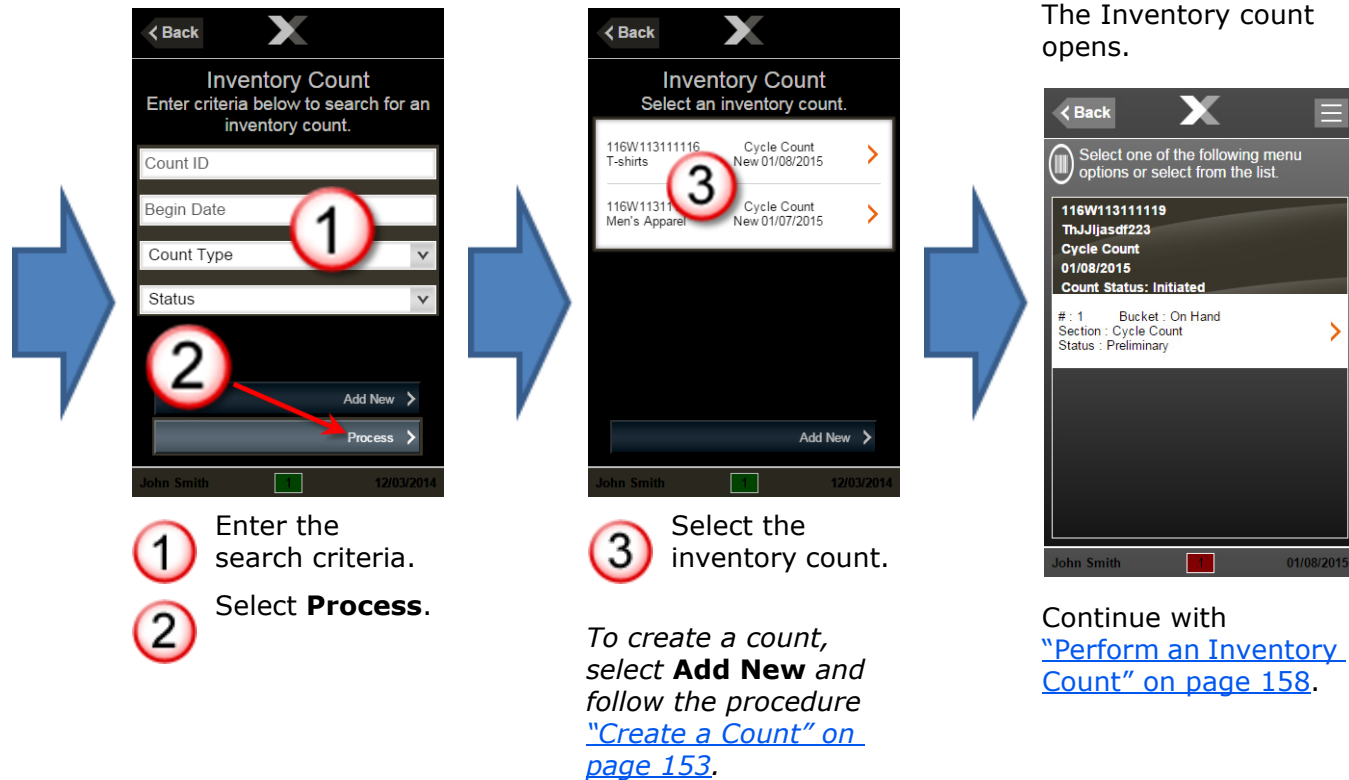 Back
Inventory Count
Enter criteria below to search for an
inventory count.
Count ID
Begin Date
1
Count Type
Status
2
Add New
Process
John Smith 1 12/03/2014
1 Enter the
search criteria.
2 Select Process.
Back
Inventory Count
Select an inventory count.
116W113111116 Cycle Count
T-shirts New 01/08/2015
3
116W11311 Cycle Count
Men's Apparel New 01/07/2015
Add New
John Smith 1 12/03/2014
3 Select the
inventory count.
To create a count,
select Add New and
follow the procedure
“Create a Count” on
page 153.
The Inventory count
opens.
Back
Select one of the following menu
options or select from the list.
116W113111119
ThJJljasdf223
Cycle Count
01/08/2015
Count Status: Initiated
# : 1 Bucket : On Hand
Section : Cycle Count
Status : Preliminary
John Smith 1 01/08/2015
Continue with
“Perform an Inventory
Count” on page 158.